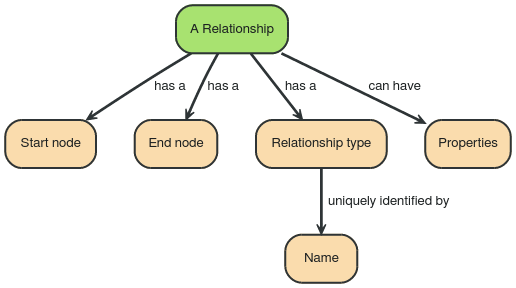 A Relationship
has a
has a
has a
can have
Start node
End node
Relationship type
Properties
uniquely identified by
Name